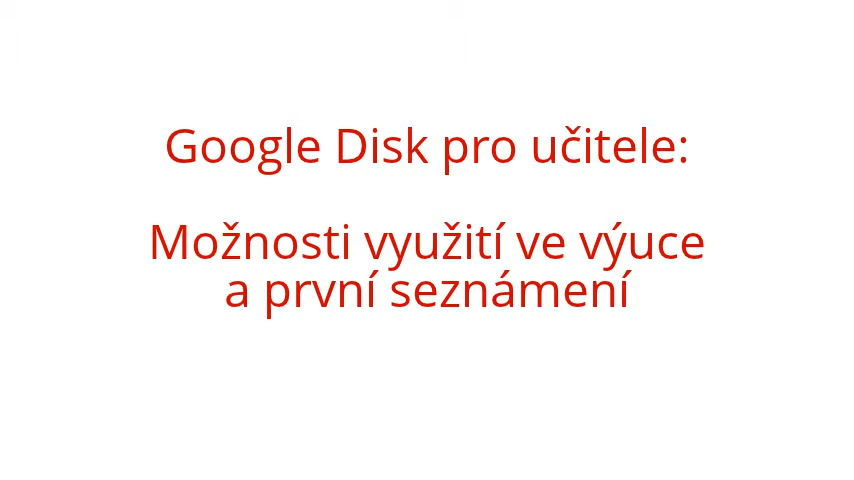 Google Disk pro učitele:
Možnosti využití ve výuce
a první seznámení